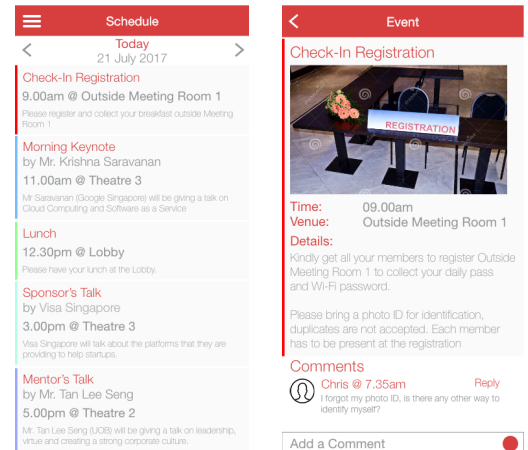 Schedule
Today
21 July 2017
Check-In Registration
9.00am @ Outside Meeting Room 1
Please register and collect your breakfast outside Meeting
Room 1
Morning Keynote
by Mr. Krishna Saravanan
11.00am @ Theatre 3
Mr Saravanan (Google Singapore) will be giving a talk on
Cloud Computing and Software as a Service
Lunch
12.30pm @ Lobby
Please have your lunch at the Lobby.
Sponsor's Talk
by Visa Singapore
3.00pm @ Theatre 3
Visa Singapore will talk about the platforms that they are
providing to help startups.
Mentor's Talk
by Mr. Tan Lee Seng
5.00pm @ Theatre 2
Mr. Tan Lee Seng (UOB) will be giving a talk on leadership,
virtue and creating a strong corporate culture.
Event
Check-In Registration
REGISTRATION
Time: 09.00am
Venue: Outside Meeting Room 1
Details:
Kindly get all your members to register Outside
Meeting Room 1 to collect your daily pass
and Wi-Fi password.
Please bring a photo ID for identification,
duplicates are not accepted. Each member
has to be present at the registration
Comments
Chris @ 7.35am Reply
I forgot my photo ID, is there any other way to
identify myself?
Add a Comment